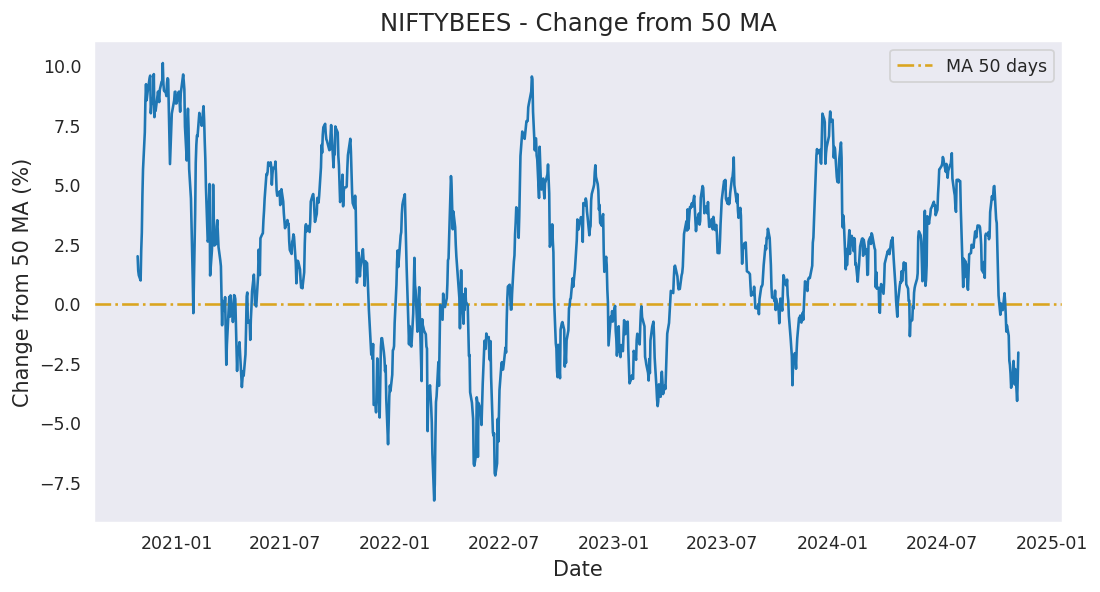 NIFTYBEES - Change from 50 MA
MA 50 days
Change from 50 MA (%)
10.0
7.5
5.0
2.5
0.0
−2.5
−5.0
−7.5
2021-01 2021-07 2022-01 2022-07 2023-01 2023-07 2024-01 2024-07 2025-01
Date